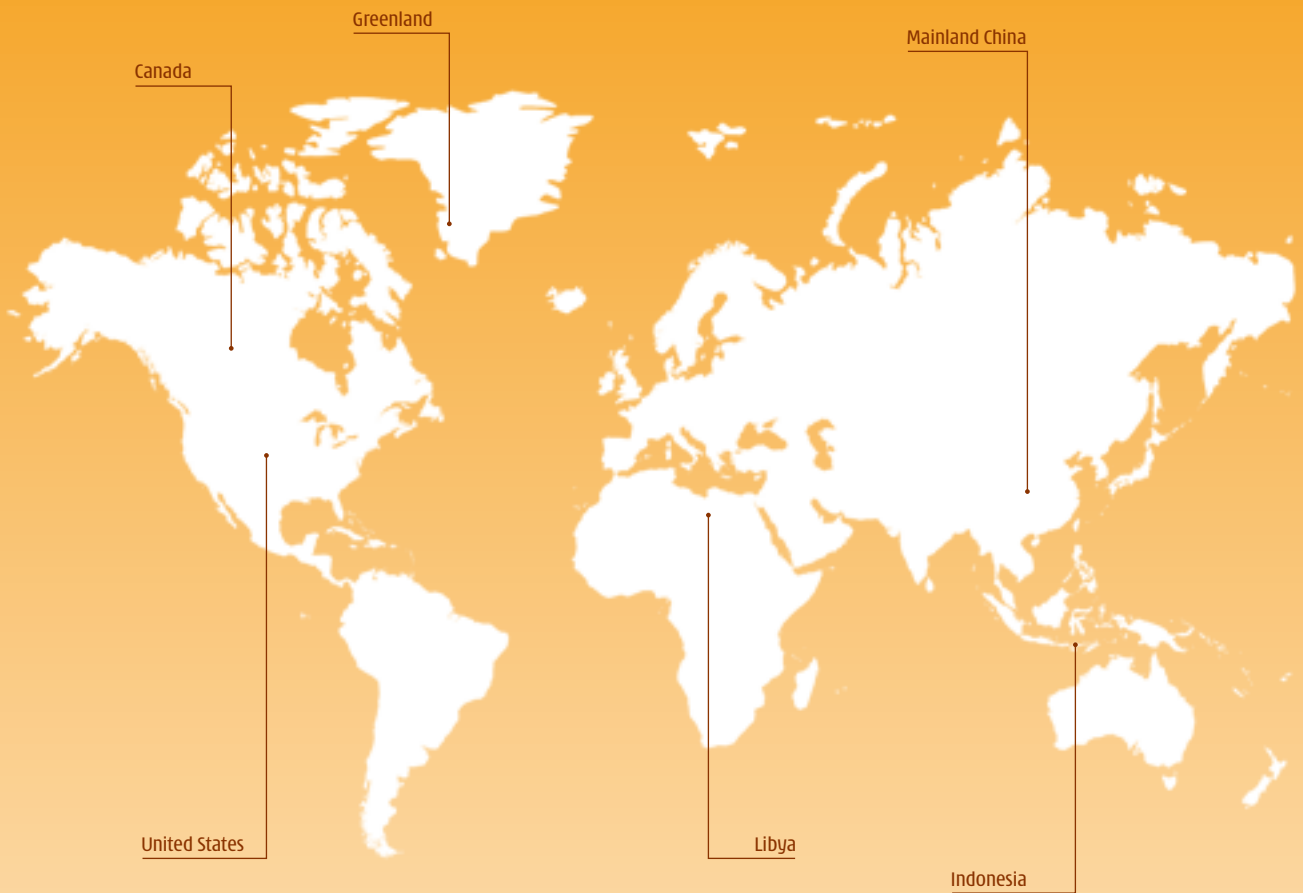 Greenland
Mainland China
Canada
United States
Libya
Indonesia